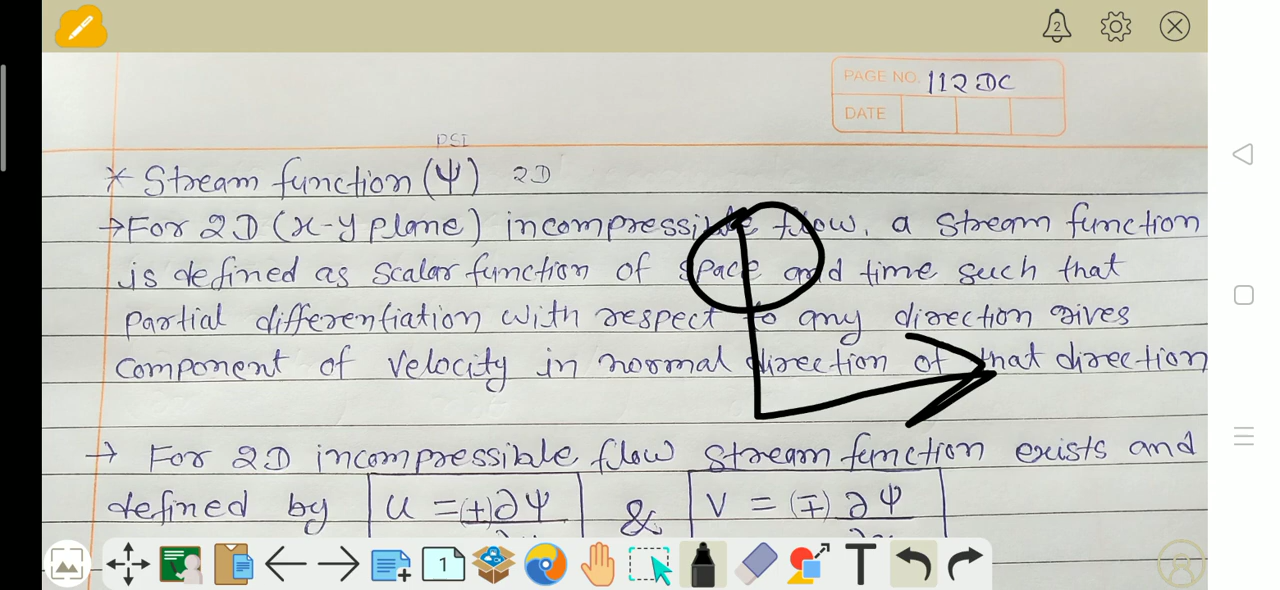 2
PAGE NO. 112 DC
DATE
PSI
* Stream function (Ψ) 2D
→ For 2D (x-y plane) incompressible flow, a stream function
is defined as scalar function of space and time such that
partial differentiation with respect to any direction gives
component of velocity in normal direction of that direction
→ For 2D incompressible flow stream function exists and
defined by u = (±) ∂Ψ & v = (∓) ∂Ψ
1 T